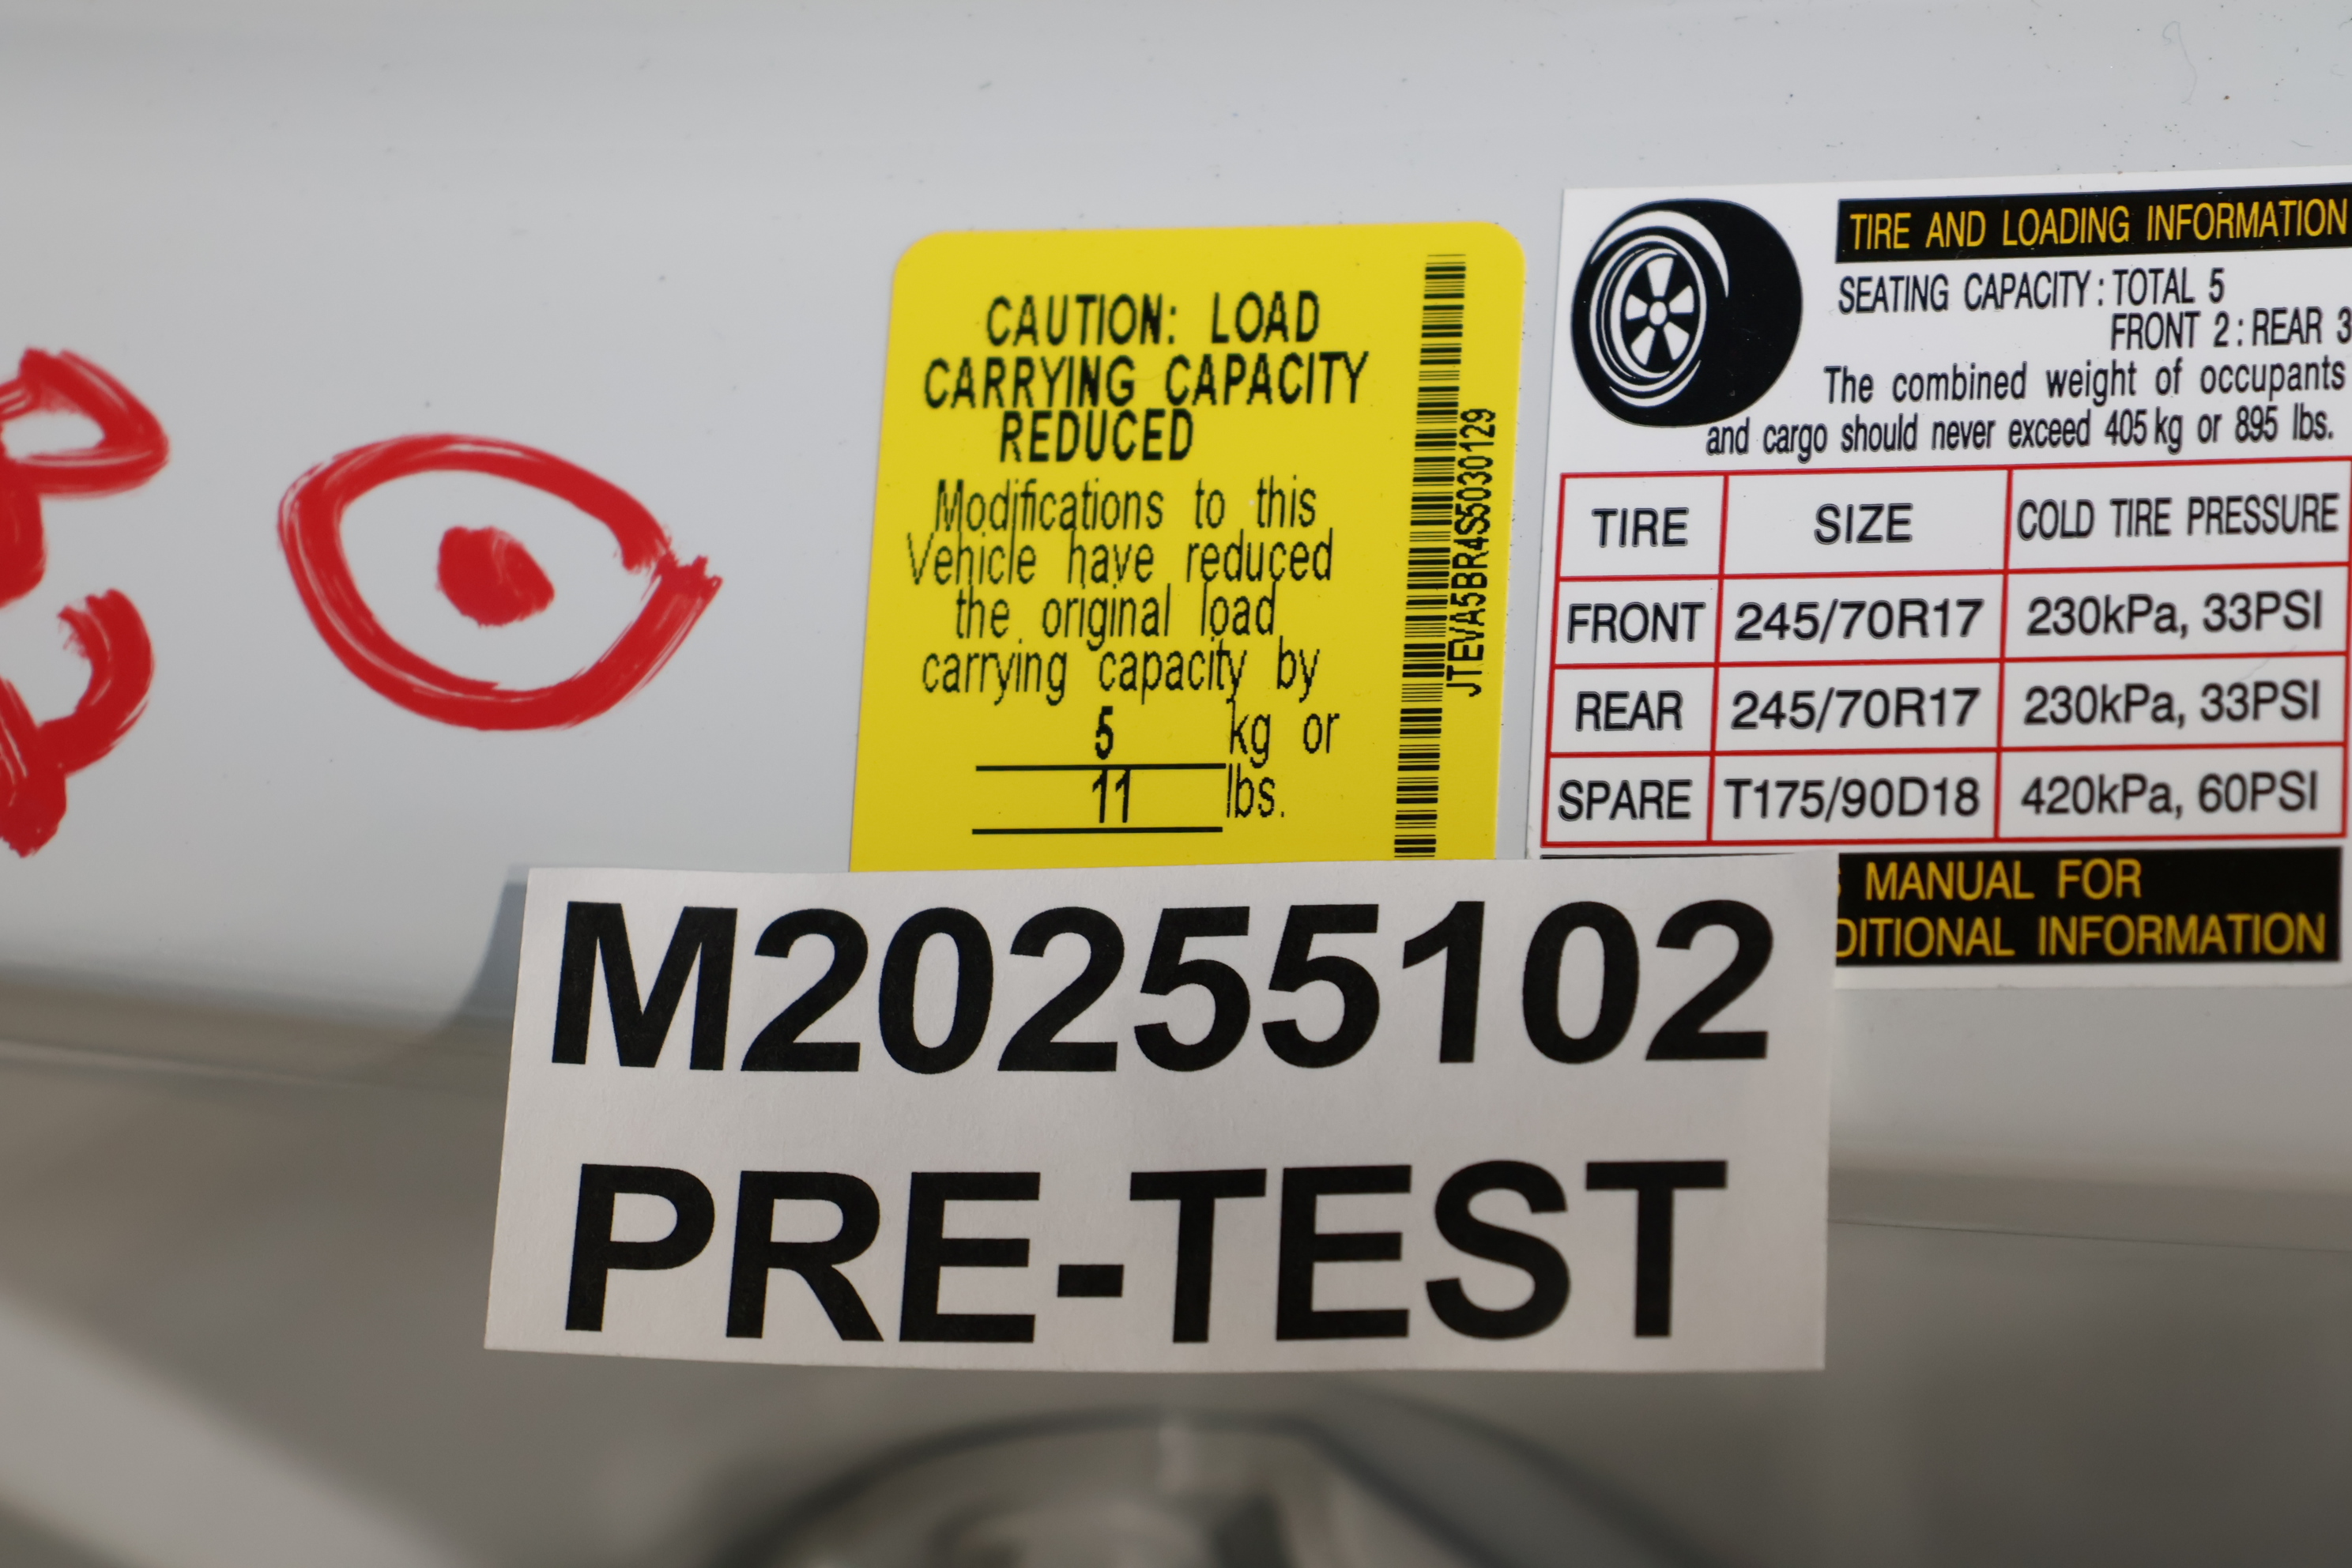 CAUTION: LOAD
CARRYING CAPACITY
REDUCED
Modifications to this
Vehicle have reduced
the original load
carrying capacity by
5 kg or
11 lbs.
JTEVA5BR4S5030129
TIRE AND LOADING INFORMATION
SEATING CAPACITY : TOTAL 5
FRONT 2 : REAR 3
The combined weight of occupants
and cargo should never exceed 405 kg or 895 lbs.
TIRE SIZE COLD TIRE PRESSURE
FRONT 245/70R17 230kPa, 33PSI
REAR 245/70R17 230kPa, 33PSI
SPARE T175/90D18 420kPa, 60PSI
MANUAL FOR
DITIONAL INFORMATION
M20255102
PRE-TEST